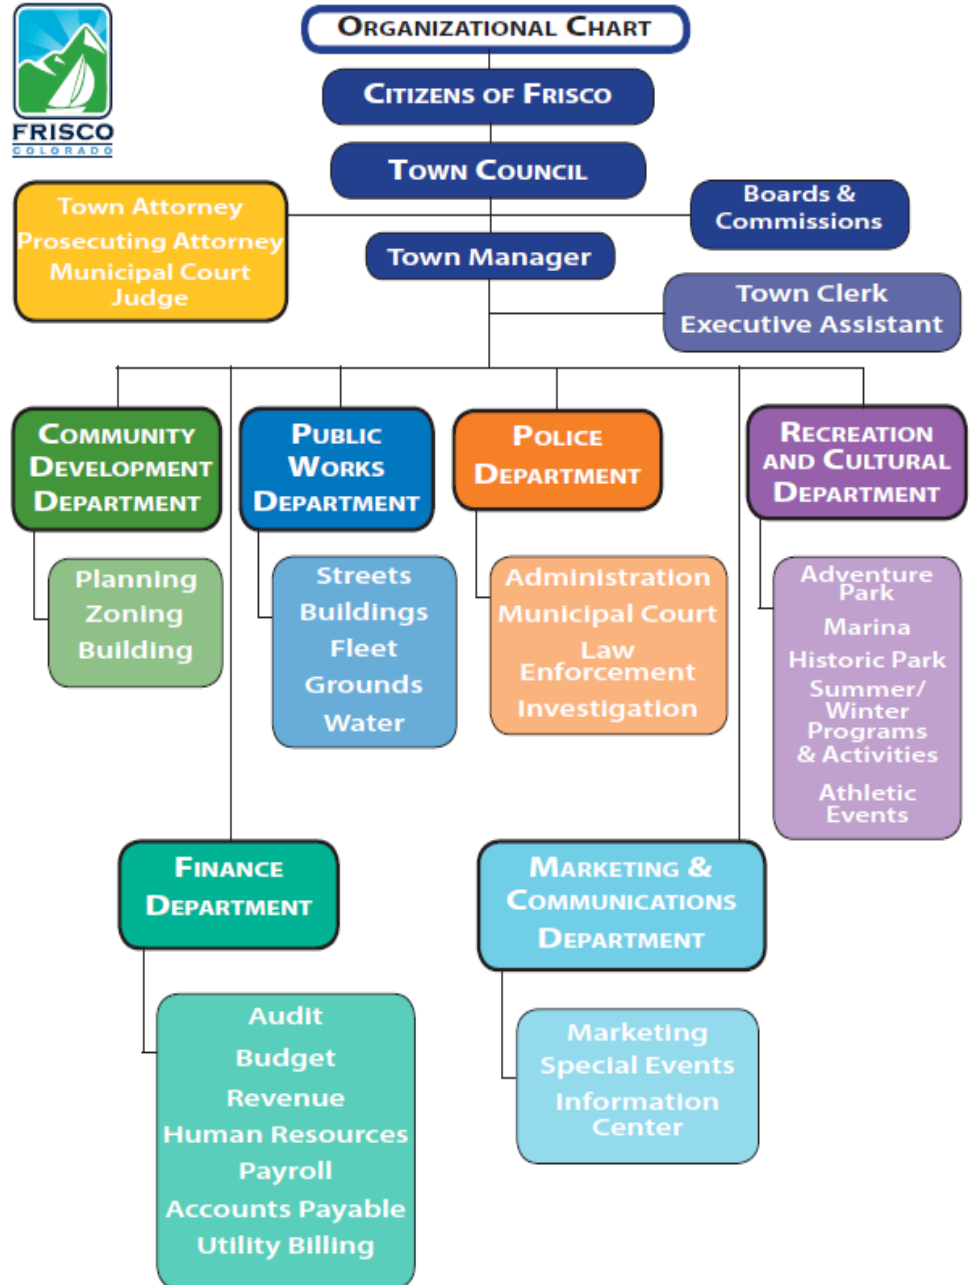 ORGANIZATIONAL CHART
FRISCO
COLORADO
CITIZENS OF FRISCO
TOWN COUNCIL
Town Attorney
Prosecuting Attorney
Municipal Court
Judge
Boards &
Commissions
Town Manager
Town Clerk
Executive Assistant
COMMUNITY
DEVELOPMENT
DEPARTMENT
Planning
Zoning
Building
PUBLIC
WORKS
DEPARTMENT
Streets
Buildings
Fleet
Grounds
Water
POLICE
DEPARTMENT
Administration
Municipal Court
Law
Enforcement
Investigation
RECREATION
AND CULTURAL
DEPARTMENT
Adventure
Park
Marina
Historic Park
Summer/
Winter
Programs
& Activities
Athletic
Events
FINANCE
DEPARTMENT
Audit
Budget
Revenue
Human Resources
Payroll
Accounts Payable
Utility Billing
MARKETING &
COMMUNICATIONS
DEPARTMENT
Marketing
Special Events
Information
Center